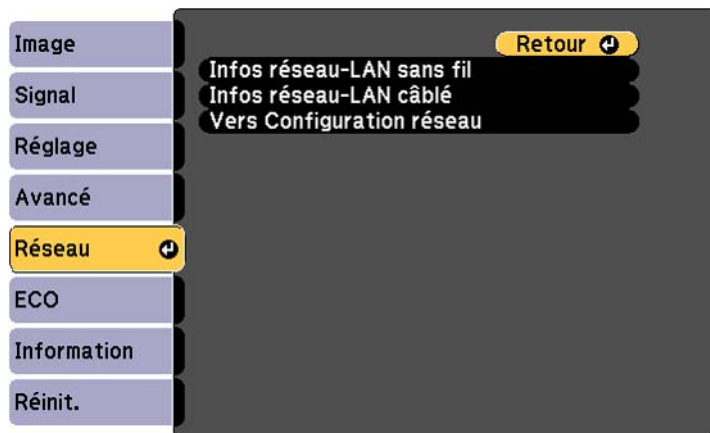 Image
Signal
Réglage
Avancé
Réseau
ECO
Information
Réinit.
Retour
Infos réseau-LAN sans fil
Infos réseau-LAN câblé
Vers Configuration réseau